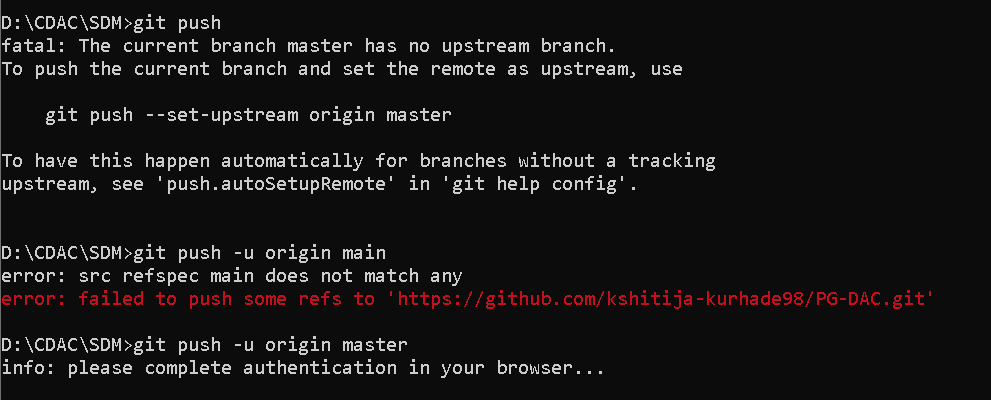 D:\CDAC\SDM>git push
fatal: The current branch master has no upstream branch.
To push the current branch and set the remote as upstream, use
    git push --set-upstream origin master
To have this happen automatically for branches without a tracking
upstream, see 'push.autoSetupRemote' in 'git help config'.
D:\CDAC\SDM>git push -u origin main
error: src refspec main does not match any
error: failed to push some refs to 'https://github.com/kshitija-kurhade98/PG-DAC.git'
D:\CDAC\SDM>git push -u origin master
info: please complete authentication in your browser...